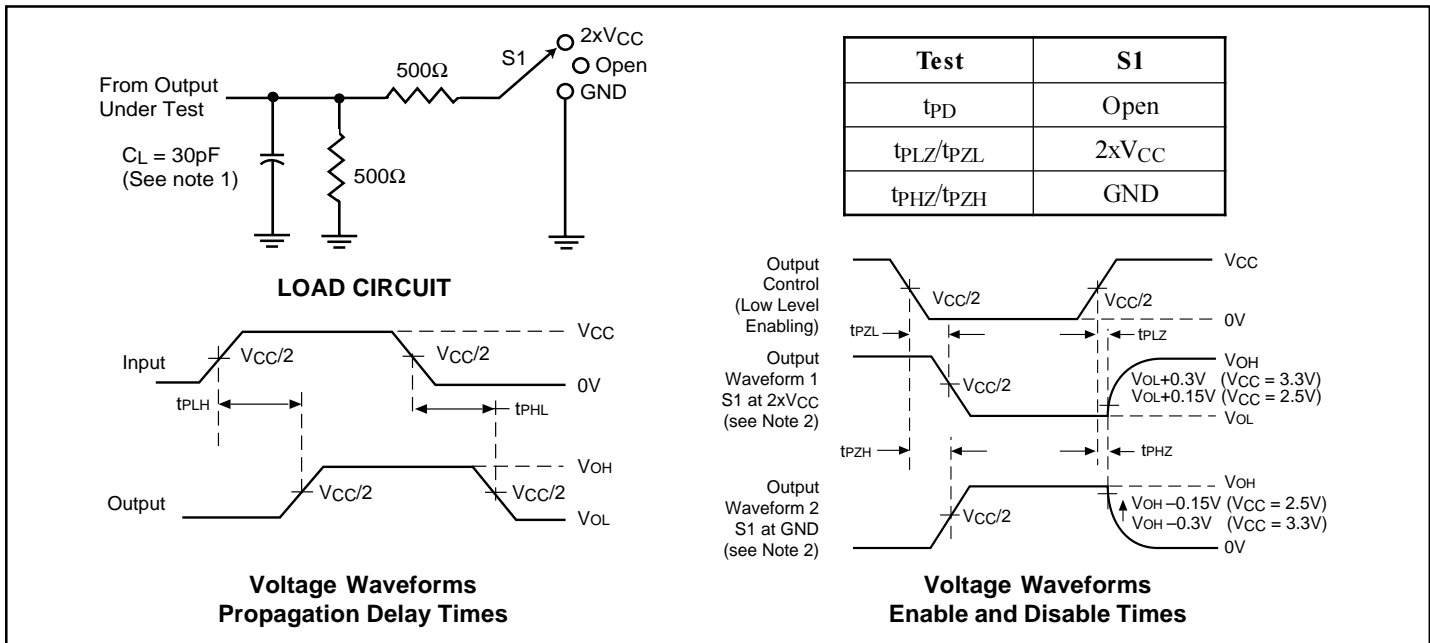 2xVCC
S1
Open
500Ω
GND
From Output
Under Test
CL = 30pF
(See note 1)
500Ω
LOAD CIRCUIT
Test S1
tPD Open
tPLZ/tPZL 2xVCC
tPHZ/tPZH GND
VCC
Input
VCC/2
VCC/2
0V
tPLH
tPHL
VOH
Output
VCC/2
VCC/2
VOL
Voltage Waveforms
Propagation Delay Times
Output
Control
(Low Level
Enabling)
VCC
VCC/2
VCC/2
0V
tPZL
tPLZ
Output
Waveform 1
S1 at 2xVCC
(see Note 2)
VOH
VCC/2
VOL+0.3V (VCC = 3.3V)
VOL+0.15V (VCC = 2.5V)
VOL
tPZH
tPHZ
Output
Waveform 2
S1 at GND
(see Note 2)
VOH
VCC/2
VOH –0.15V (VCC = 2.5V)
VOH –0.3V (VCC = 3.3V)
0V
Voltage Waveforms
Enable and Disable Times